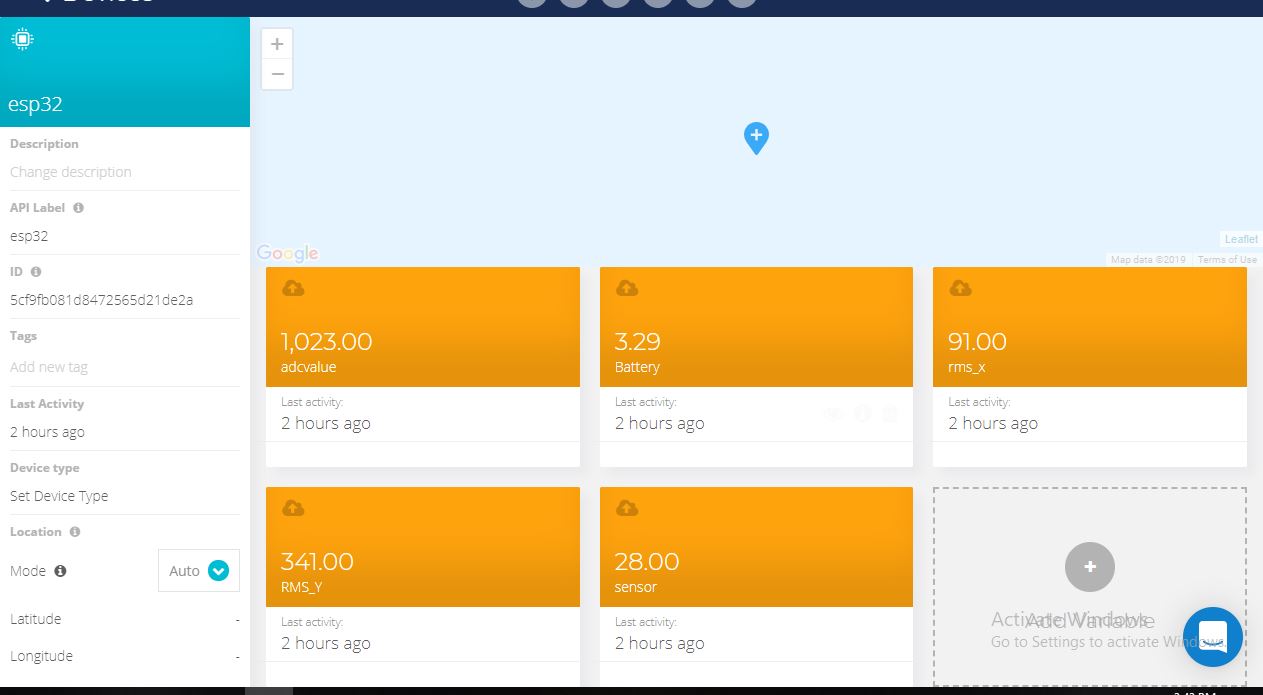 esp32
Description
Change description
API Label
esp32
ID
5cf9fb081d8472565d21de2a
Tags
Add new tag
Last Activity
2 hours ago
Device type
Set Device Type
Location
Mode
Auto
Latitude -
Longitude -
+
−
Google
Leaflet
Map data ©2019 Terms of Use
1,023.00
adcvalue
Last activity:
2 hours ago
3.29
Battery
Last activity:
2 hours ago
91.00
rms_x
Last activity:
2 hours ago
341.00
RMS_Y
Last activity:
2 hours ago
28.00
sensor
Last activity:
2 hours ago
Add Variable
Activate Windows
Go to Settings to activate Windows.